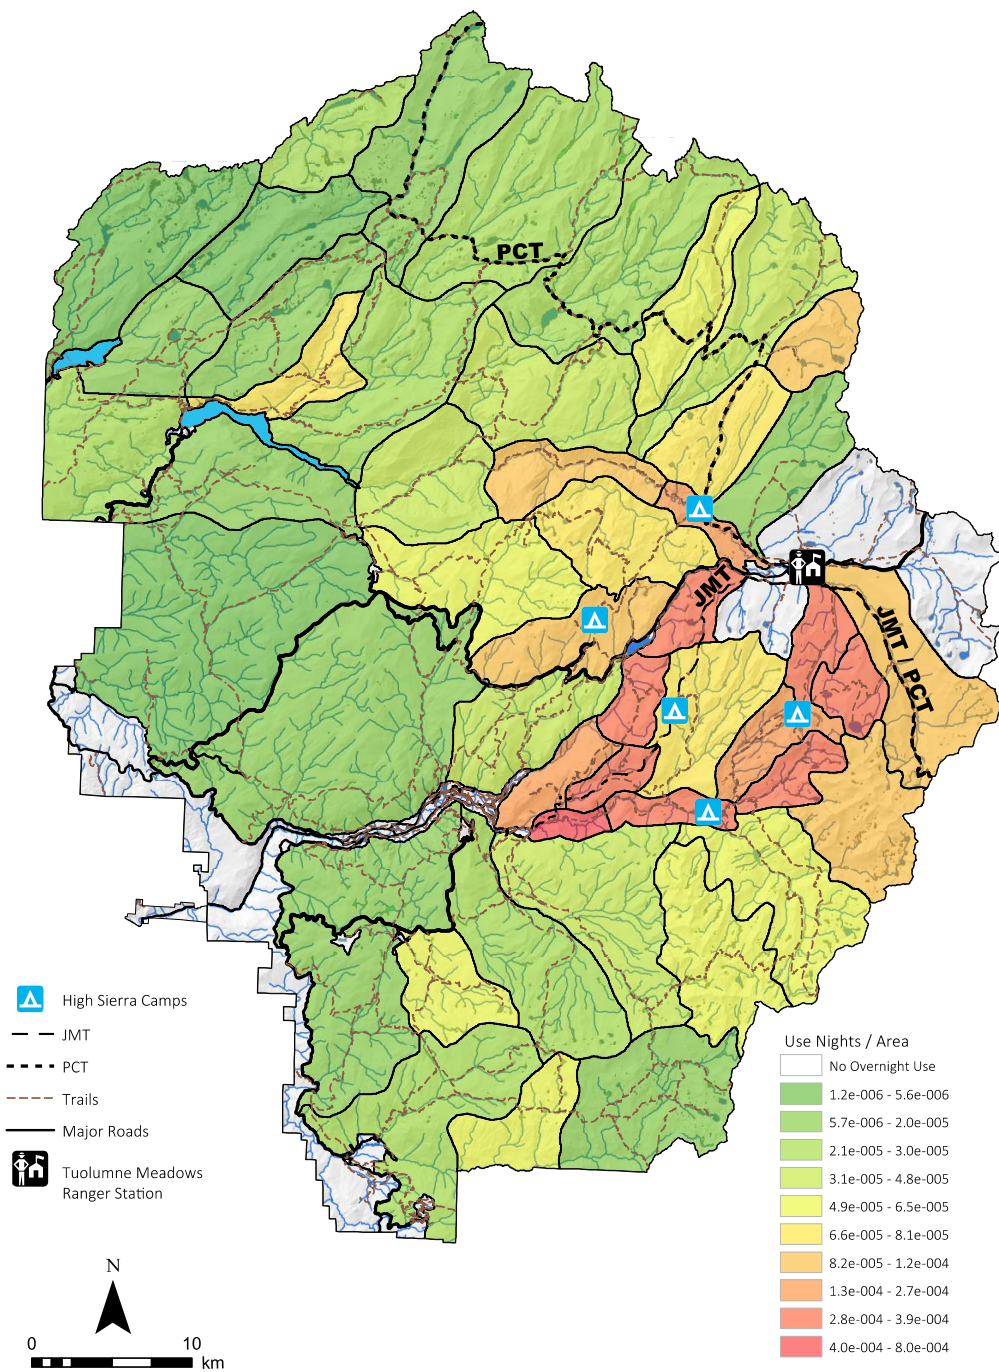 PCT
JMT
JMT / PCT
High Sierra Camps
JMT
PCT
Trails
Major Roads
Tuolumne Meadows
Ranger Station
N
0 10
km
Use Nights / Area
No Overnight Use
1.2e-006 - 5.6e-006
5.7e-006 - 2.0e-005
2.1e-005 - 3.0e-005
3.1e-005 - 4.8e-005
4.9e-005 - 6.5e-005
6.6e-005 - 8.1e-005
8.2e-005 - 1.2e-004
1.3e-004 - 2.7e-004
2.8e-004 - 3.9e-004
4.0e-004 - 8.0e-004